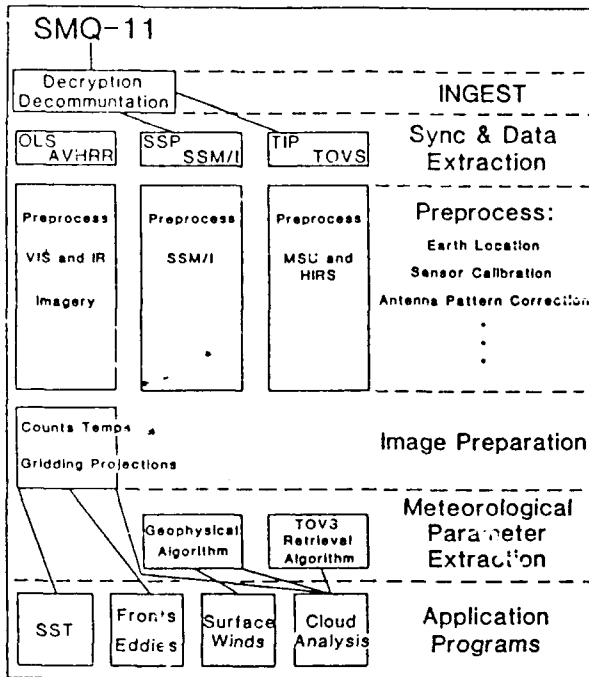 SMQ-11
Decryption
Decommuntation
INGEST
OLS
AVHRR
SSP
SSM/I
TIP
TOVS
Sync & Data
Extraction
Preprocess
VIS and IR
Imagery
Preprocess
SSM/I
Preprocess
MSU and
HIRS
Preprocess:
Earth Location
Sensor Calibration
Antenna Pattern Correction
Counts Temps
Gridding Projections
Image Preparation
Geophysical
Algorithm
TOV3
Retrieval
Algorithm
Meteorological
Parameter
Extraction
SST
Fronts
Eddies
Surface
Winds
Cloud
Analysis
Application
Programs